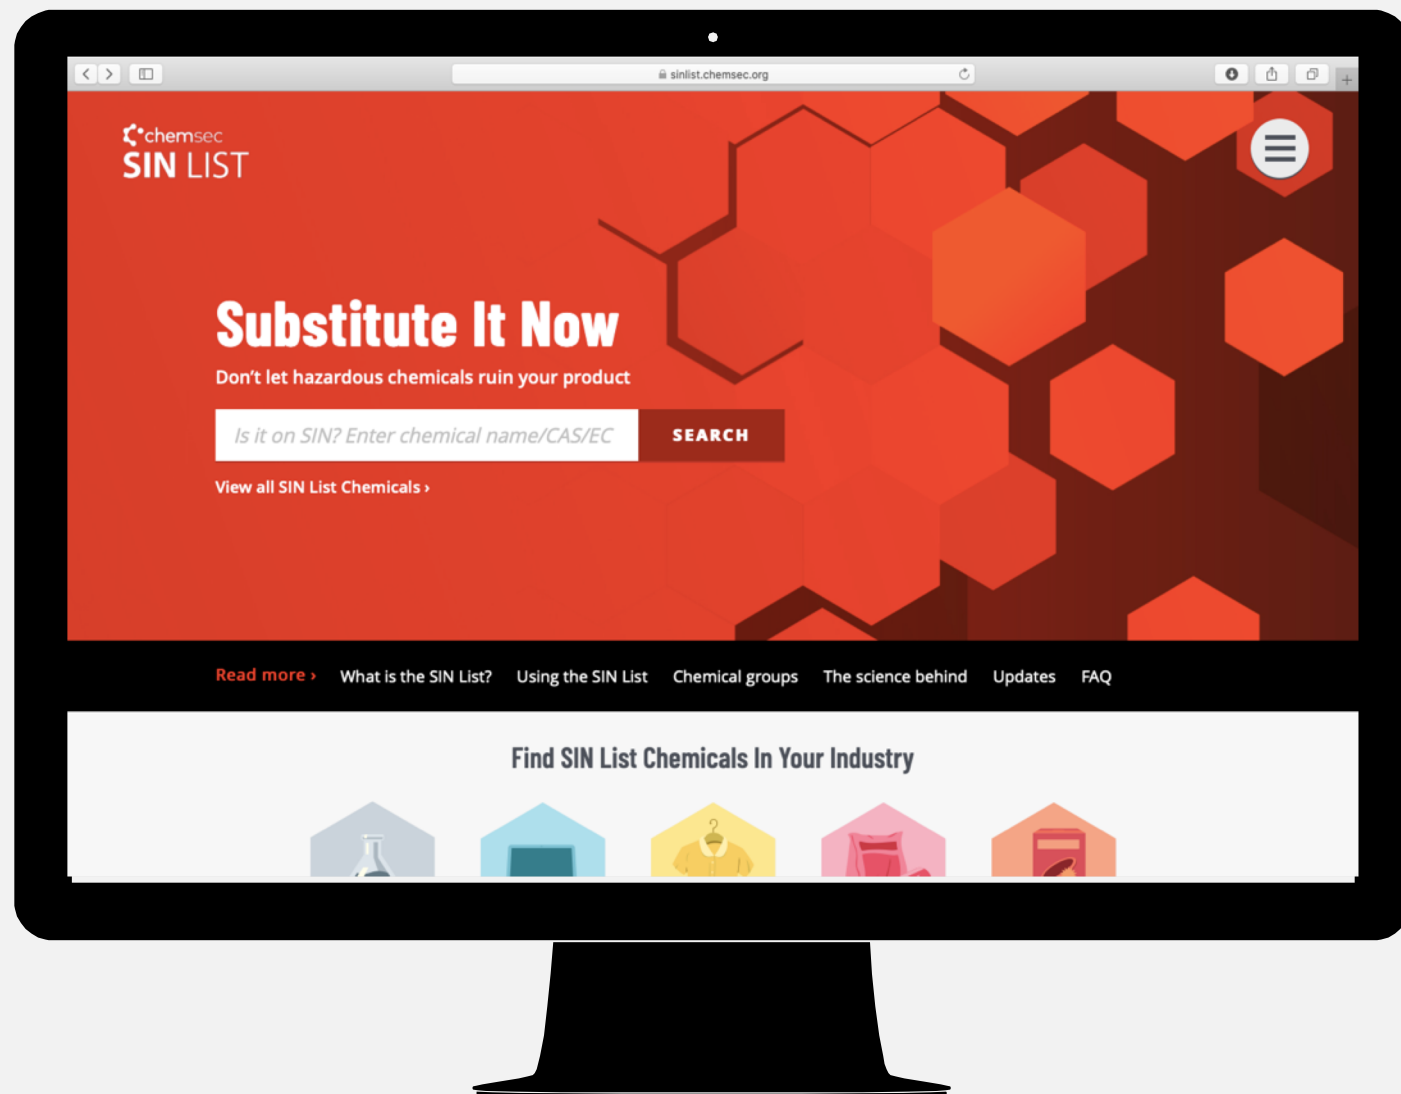 sinlist.chemsec.org
chemsec
SIN LIST
Substitute It Now
Don't let hazardous chemicals ruin your product
Is it on SIN? Enter chemical name/CAS/EC
SEARCH
View all SIN List Chemicals ›
Read more › What is the SIN List? Using the SIN List Chemical groups The science behind Updates FAQ
Find SIN List Chemicals In Your Industry